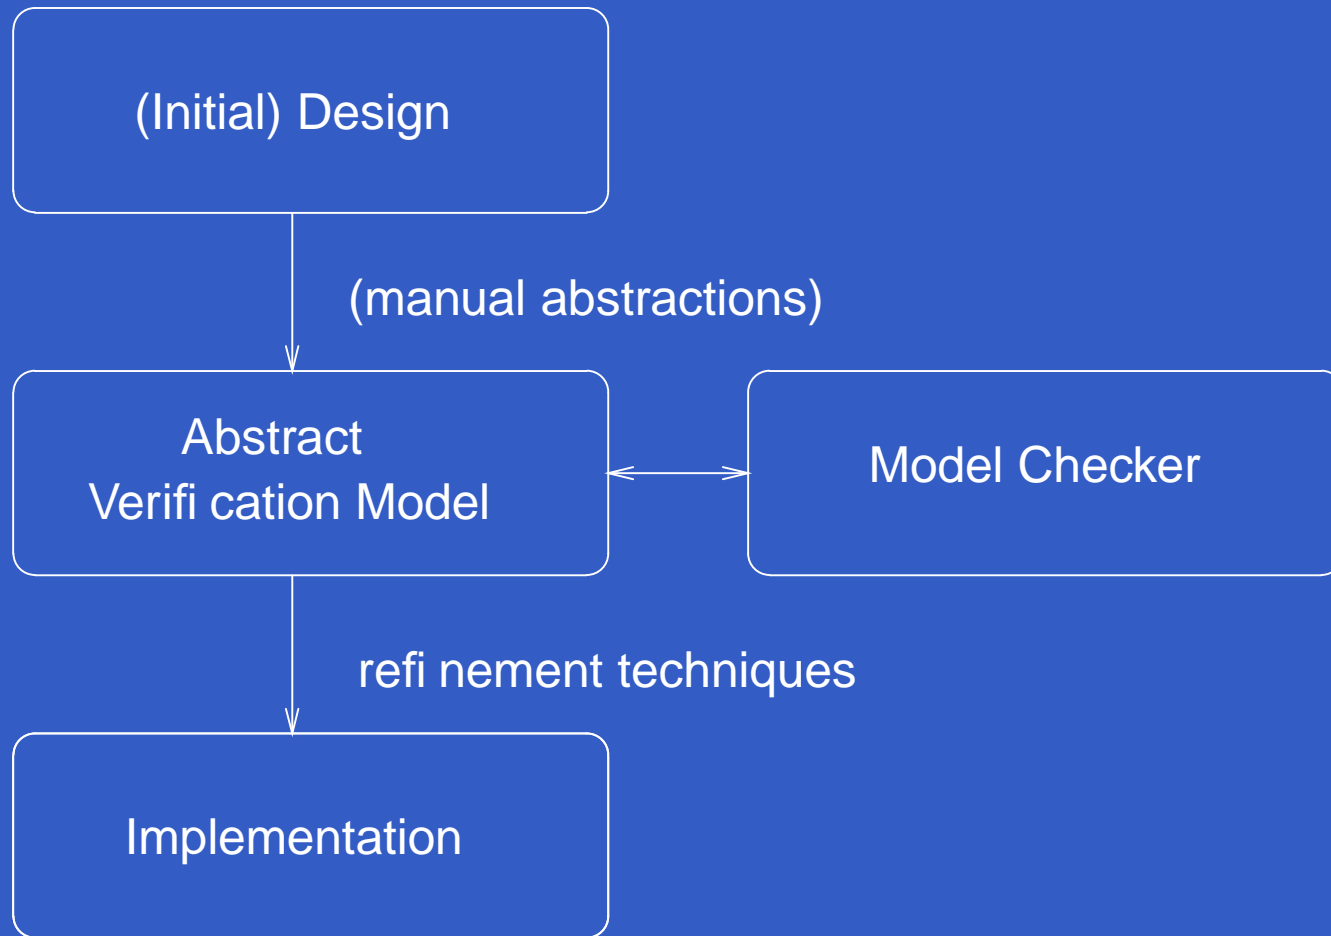 (Initial) Design
(manual abstractions)
Abstract
Verifi cation Model
Model Checker
refi nement techniques
Implementation